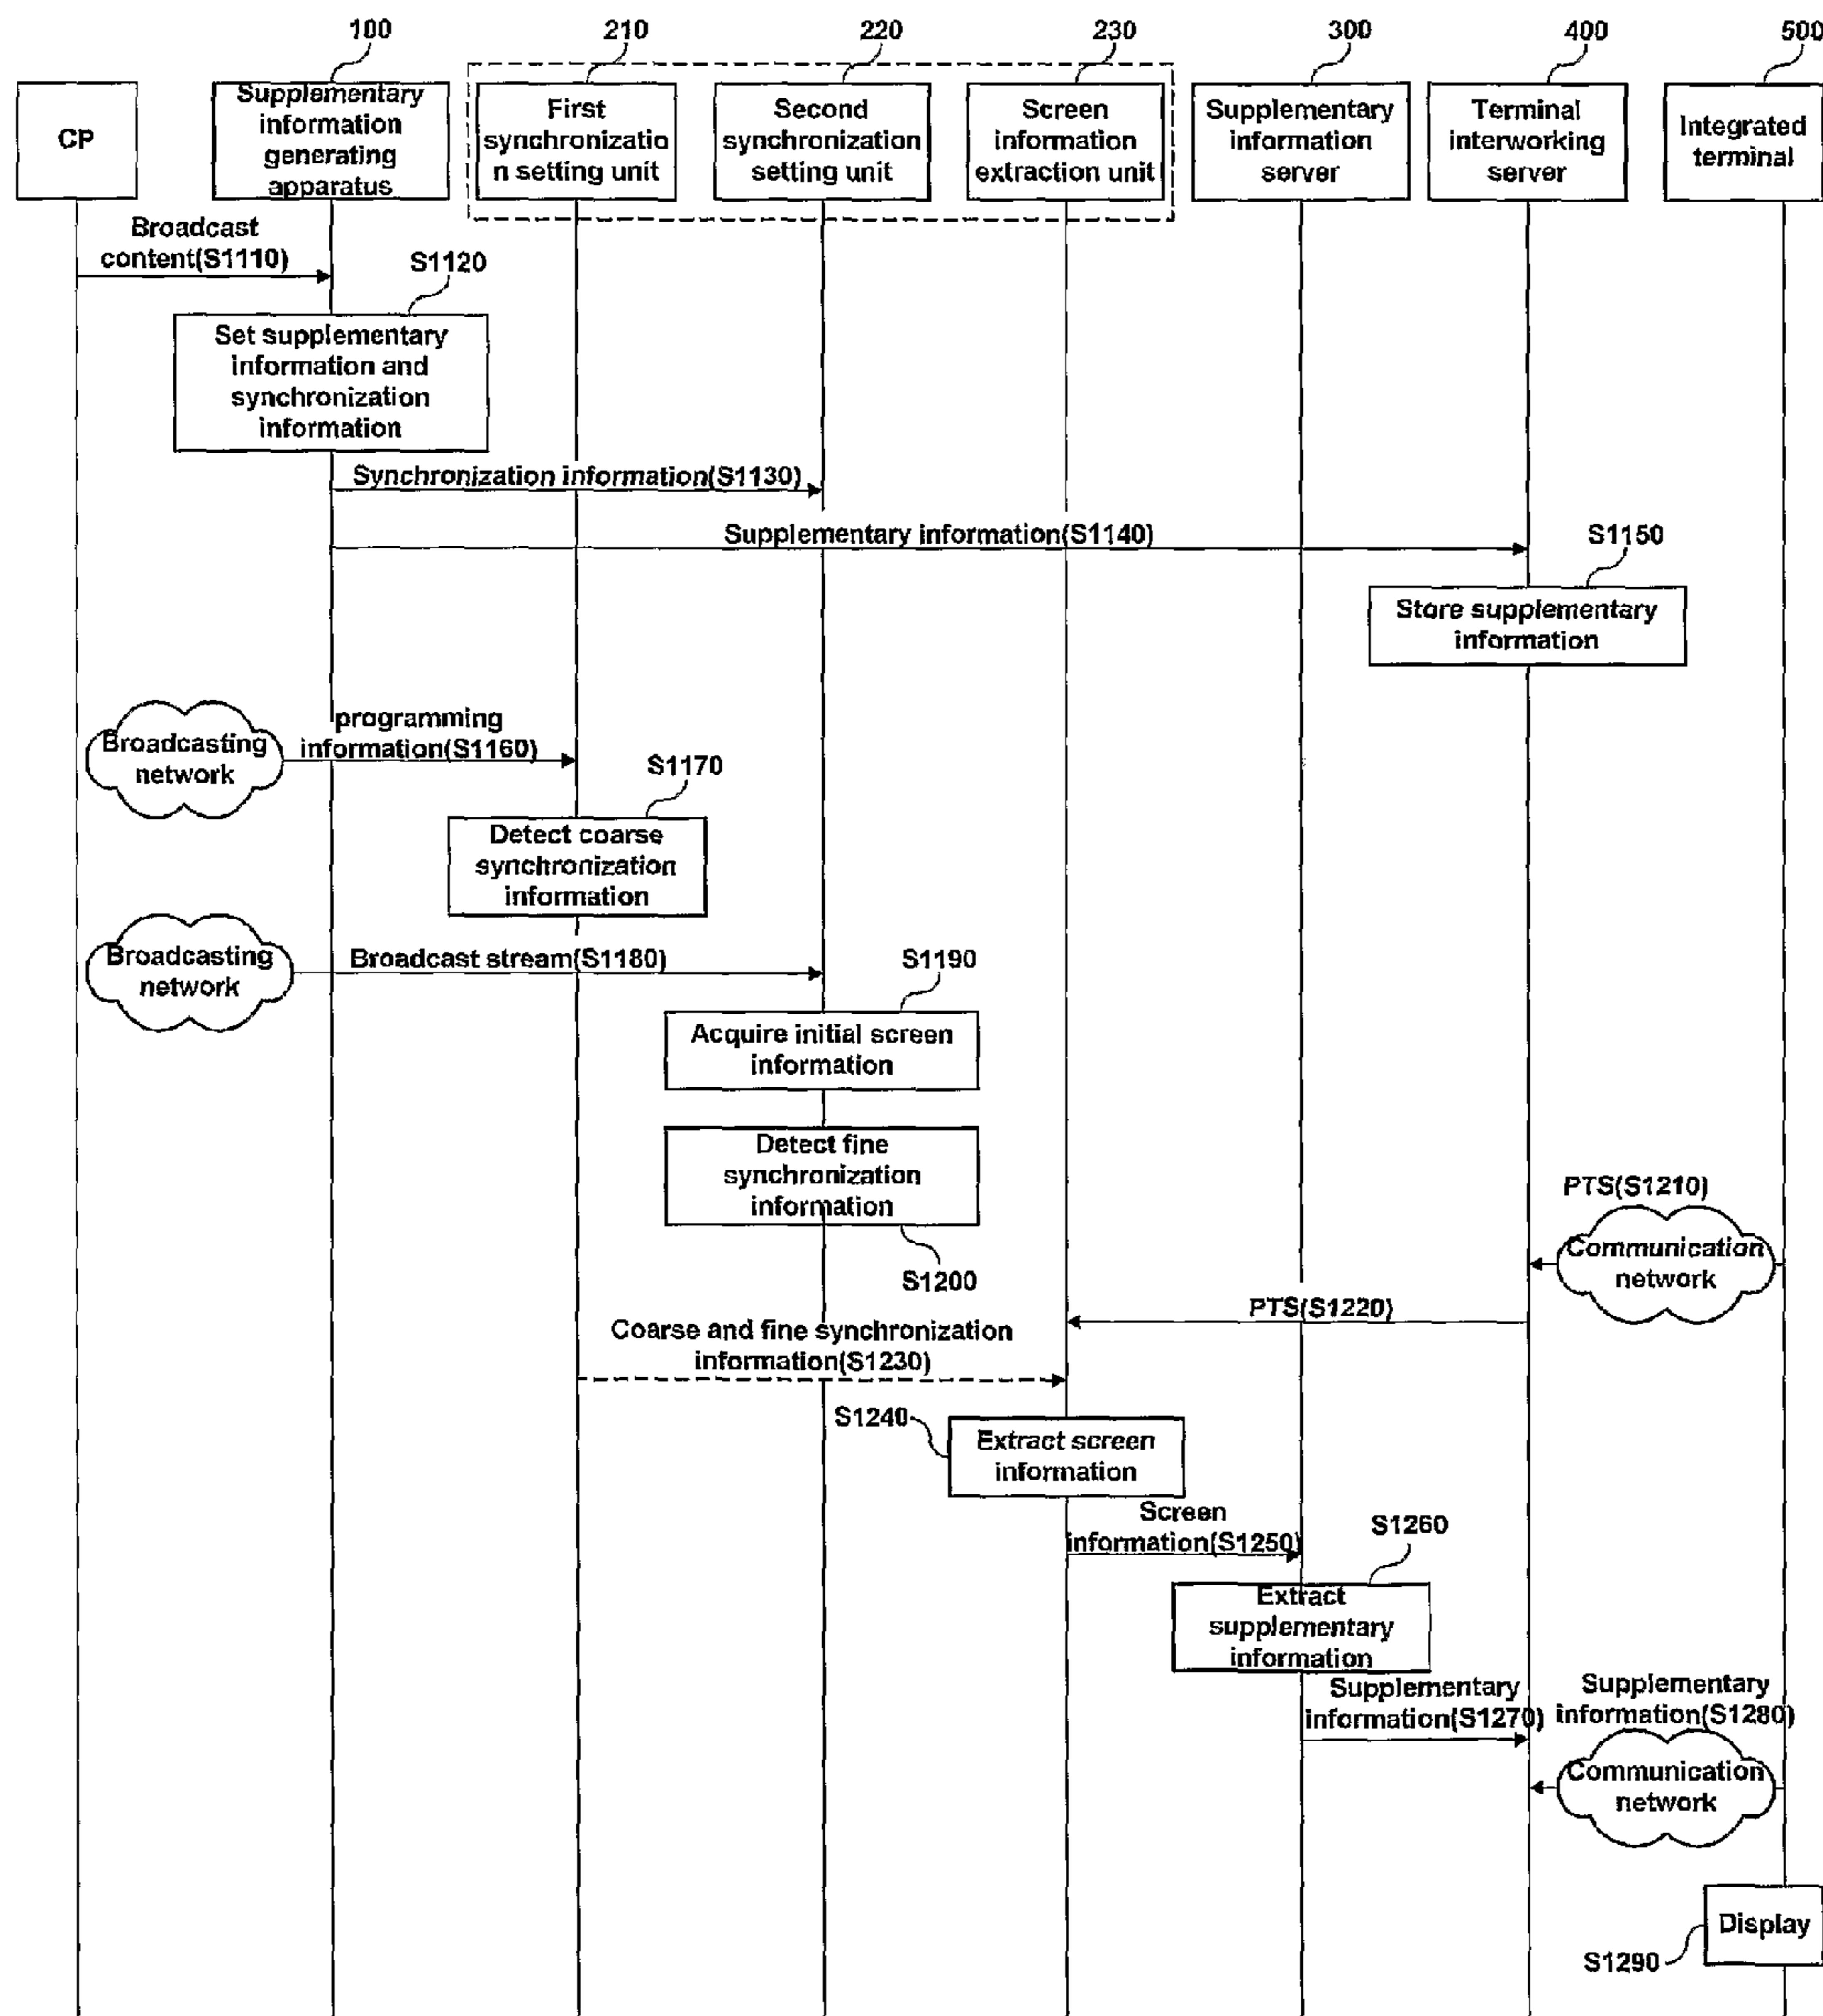 100
210
220
230
300
400
500
CP
Supplementary
information
generating
apparatus
First
synchronizatio
n setting unit
Second
synchronization
setting unit
Screen
information
extraction unit
Supplementary
information
server
Terminal
interworking
server
Integrated
terminal
Broadcast
content(S1110)
S1120
Set supplementary
information and
synchronization
information
Synchronization information(S1130)
Supplementary information(S1140)
S1150
Store supplementary
information
Broadcasting
network
programming
information(S1160)
S1170
Detect coarse
synchronization
information
Broadcasting
network
Broadcast stream(S1180)
S1190
Acquire initial screen
information
Detect fine
synchronization
information
S1200
PTS(S1210)
Communication
network
PTS(S1220)
Coarse and fine synchronization
information(S1230)
S1240
Extract screen
information
Screen
information(S1250)
S1260
Extract
supplementary
information
Supplementary
information(S1270)
Supplementary
information(S1280)
Communication
network
Display
S1290